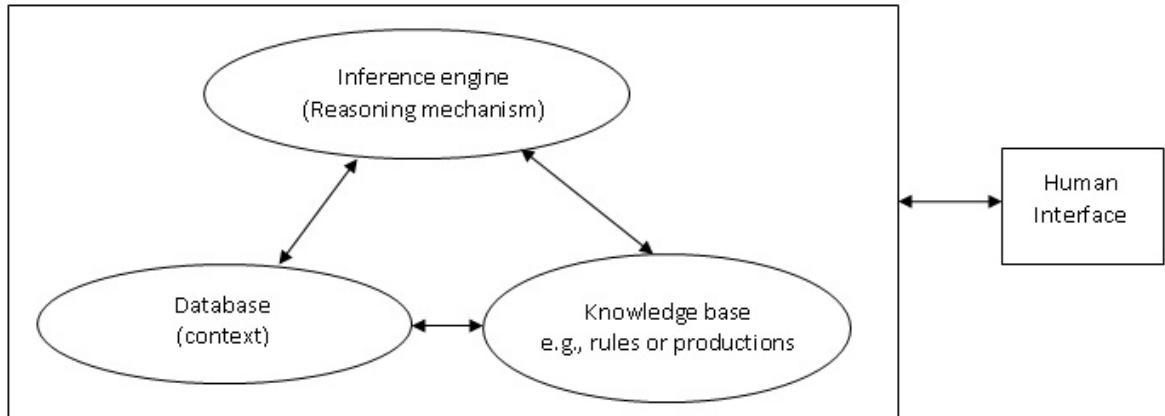 Inference engine
(Reasoning mechanism)
Human
Interface
Database
(context)
Knowledge base
e.g., rules or productions